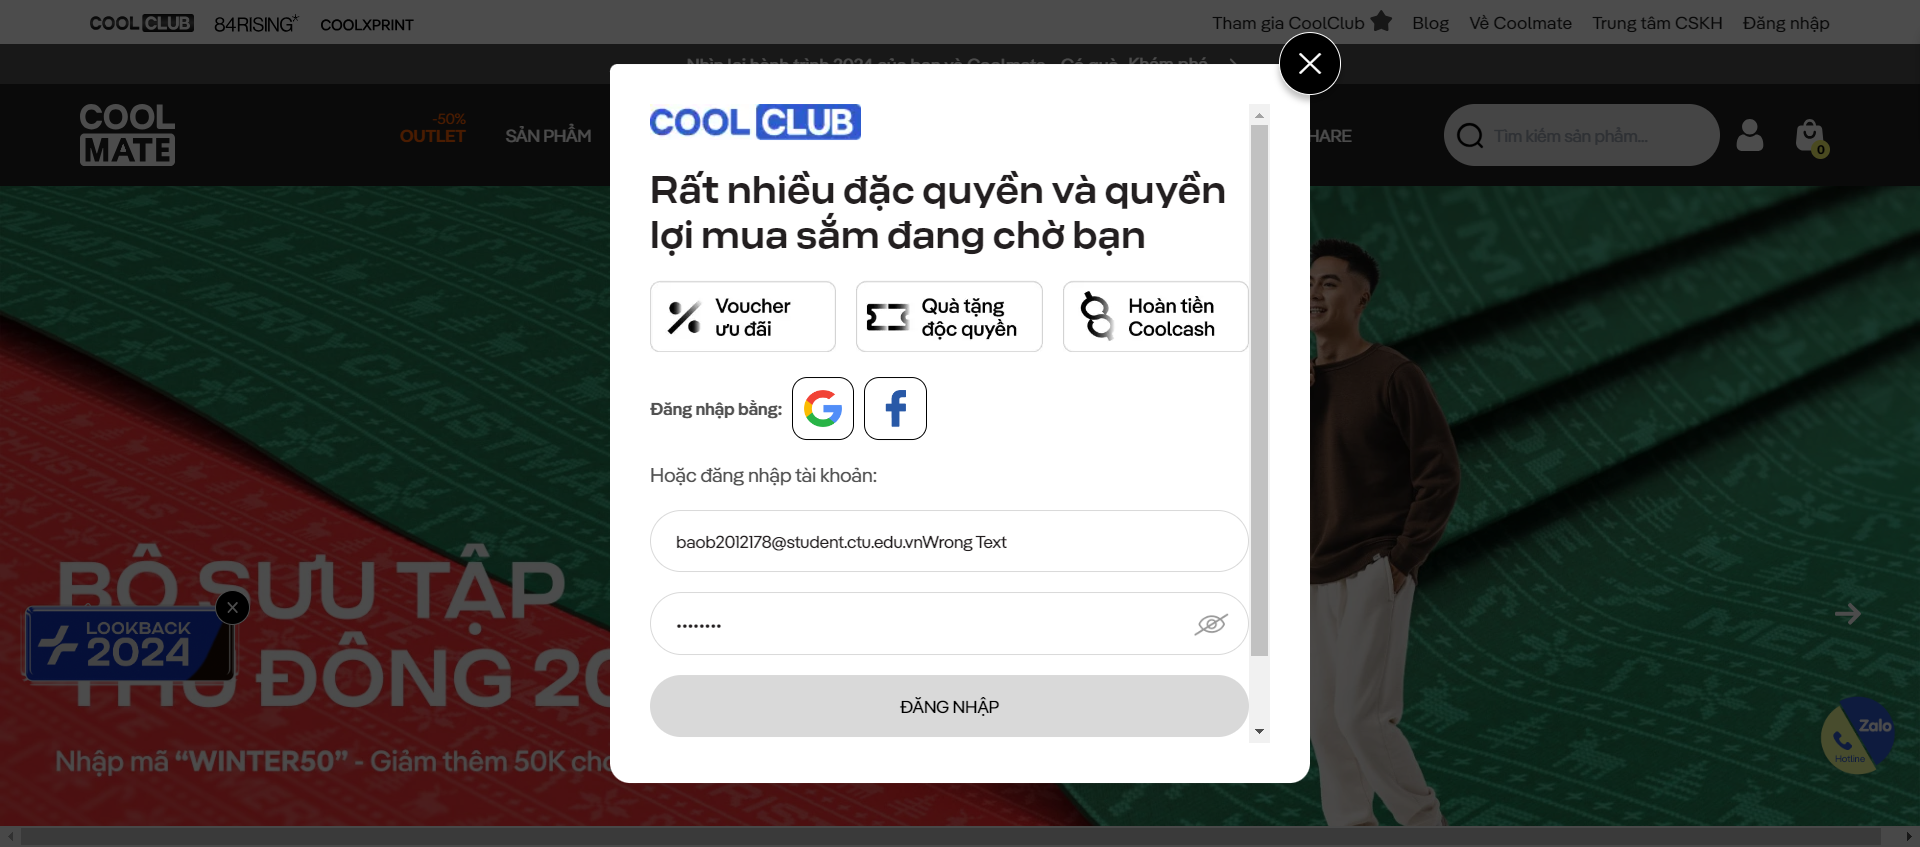 COOL CLUB 84RISING* COOLXPRINT
Tham gia CoolClub Blog Về Coolmate Trung tâm CSKH Đăng nhập
Nhìn lại hành trình 2024 của bạn và Coolmate - Có quà Khám phá
COOL
MATE
-50%
OUTLET SẢN PHẨM HARE Tìm kiếm sản phẩm...
0
COOL CLUB
Rất nhiều đặc quyền và quyền
lợi mua sắm đang chờ bạn
Voucher
ưu đãi
Quà tặng
độc quyền
Hoàn tiền
Coolcash
Đăng nhập bằng:
Hoặc đăng nhập tài khoản:
baob2012178@student.ctu.edu.vnWrong Text
••••••••
ĐĂNG NHẬP
BỘ SƯU TẬP
THU ĐÔNG 20
LOOKBACK
2024
Nhập mã “WINTER50” - Giảm thêm 50K cho
Zalo
Hotline